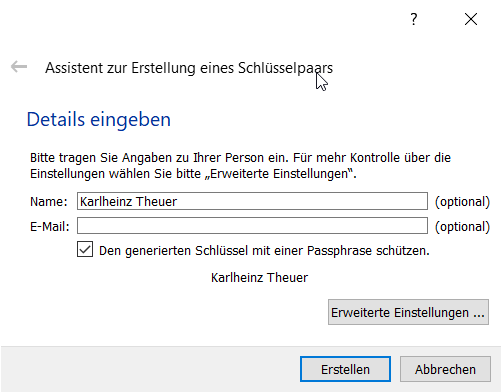 ?
Assistent zur Erstellung eines Schlüsselpaars
Details eingeben
Bitte tragen Sie Angaben zu Ihrer Person ein. Für mehr Kontrolle über die
Einstellungen wählen Sie bitte „Erweiterte Einstellungen“.
Name: Karlheinz Theuer (optional)
E-Mail: (optional)
Den generierten Schlüssel mit einer Passphrase schützen.
Karlheinz Theuer
Erweiterte Einstellungen ...
Erstellen Abbrechen